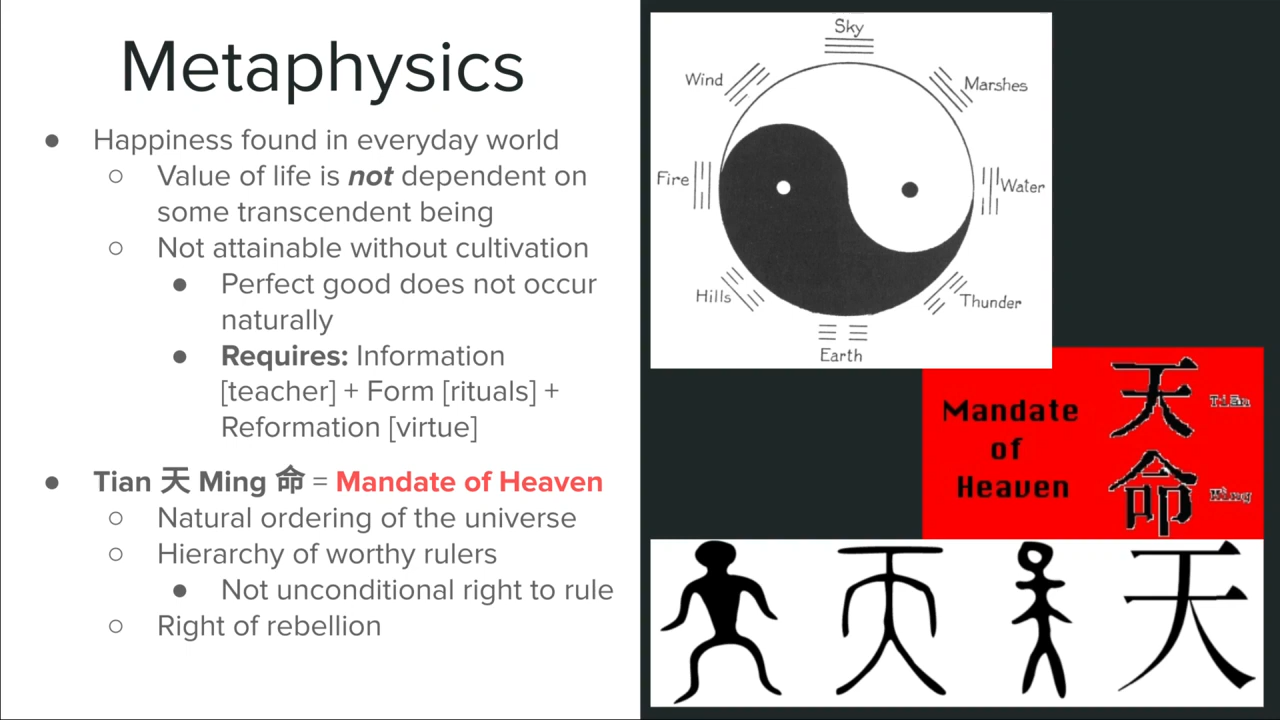 Metaphysics
● Happiness found in everyday world
○ Value of life is not dependent on
some transcendent being
○ Not attainable without cultivation
● Perfect good does not occur
naturally
● Requires: Information
[teacher] + Form [rituals] +
Reformation [virtue]
● Tian 天 Ming 命 = Mandate of Heaven
○ Natural ordering of the universe
○ Hierarchy of worthy rulers
● Not unconditional right to rule
○ Right of rebellion
Sky
Wind
Marshes
Fire
Water
Hills
Thunder
Earth
Mandate
of
Heaven
天
命
天